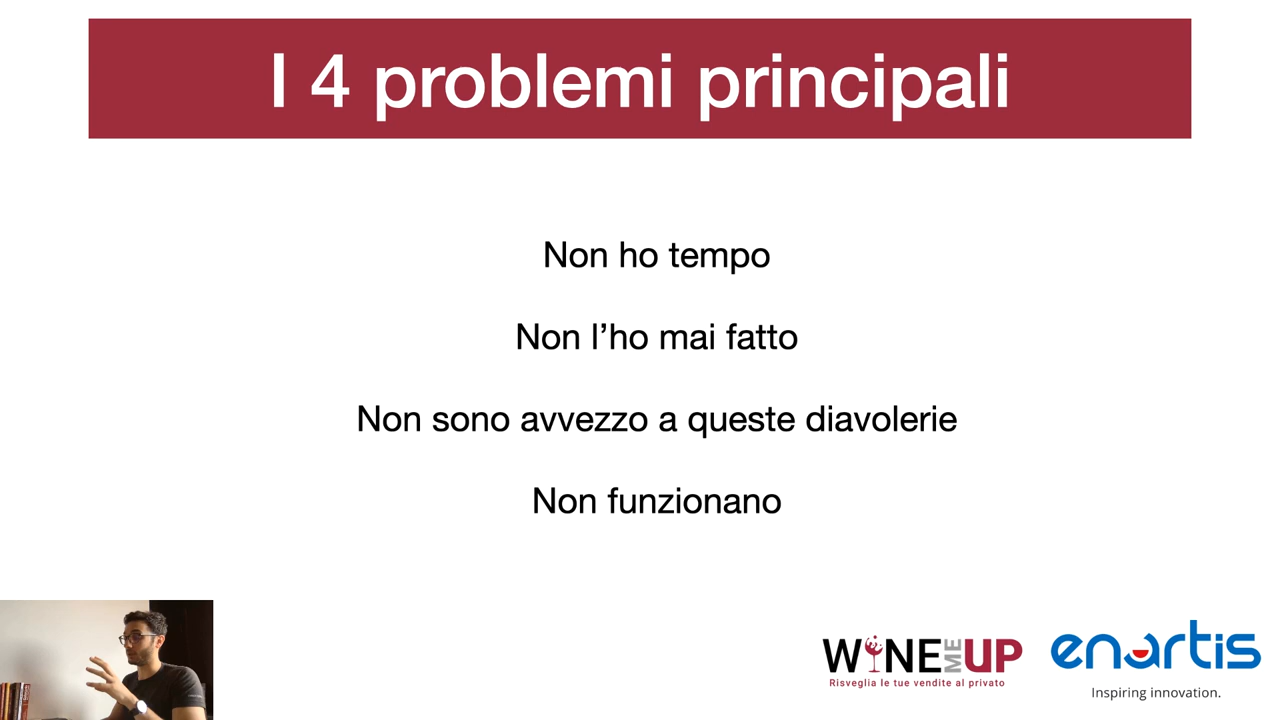 I 4 problemi principali
Non ho tempo
Non l’ho mai fatto
Non sono avvezzo a queste diavolerie
Non funzionano
WINE ME UP
Risveglia le tue vendite al privato
enartis
Inspiring innovation.